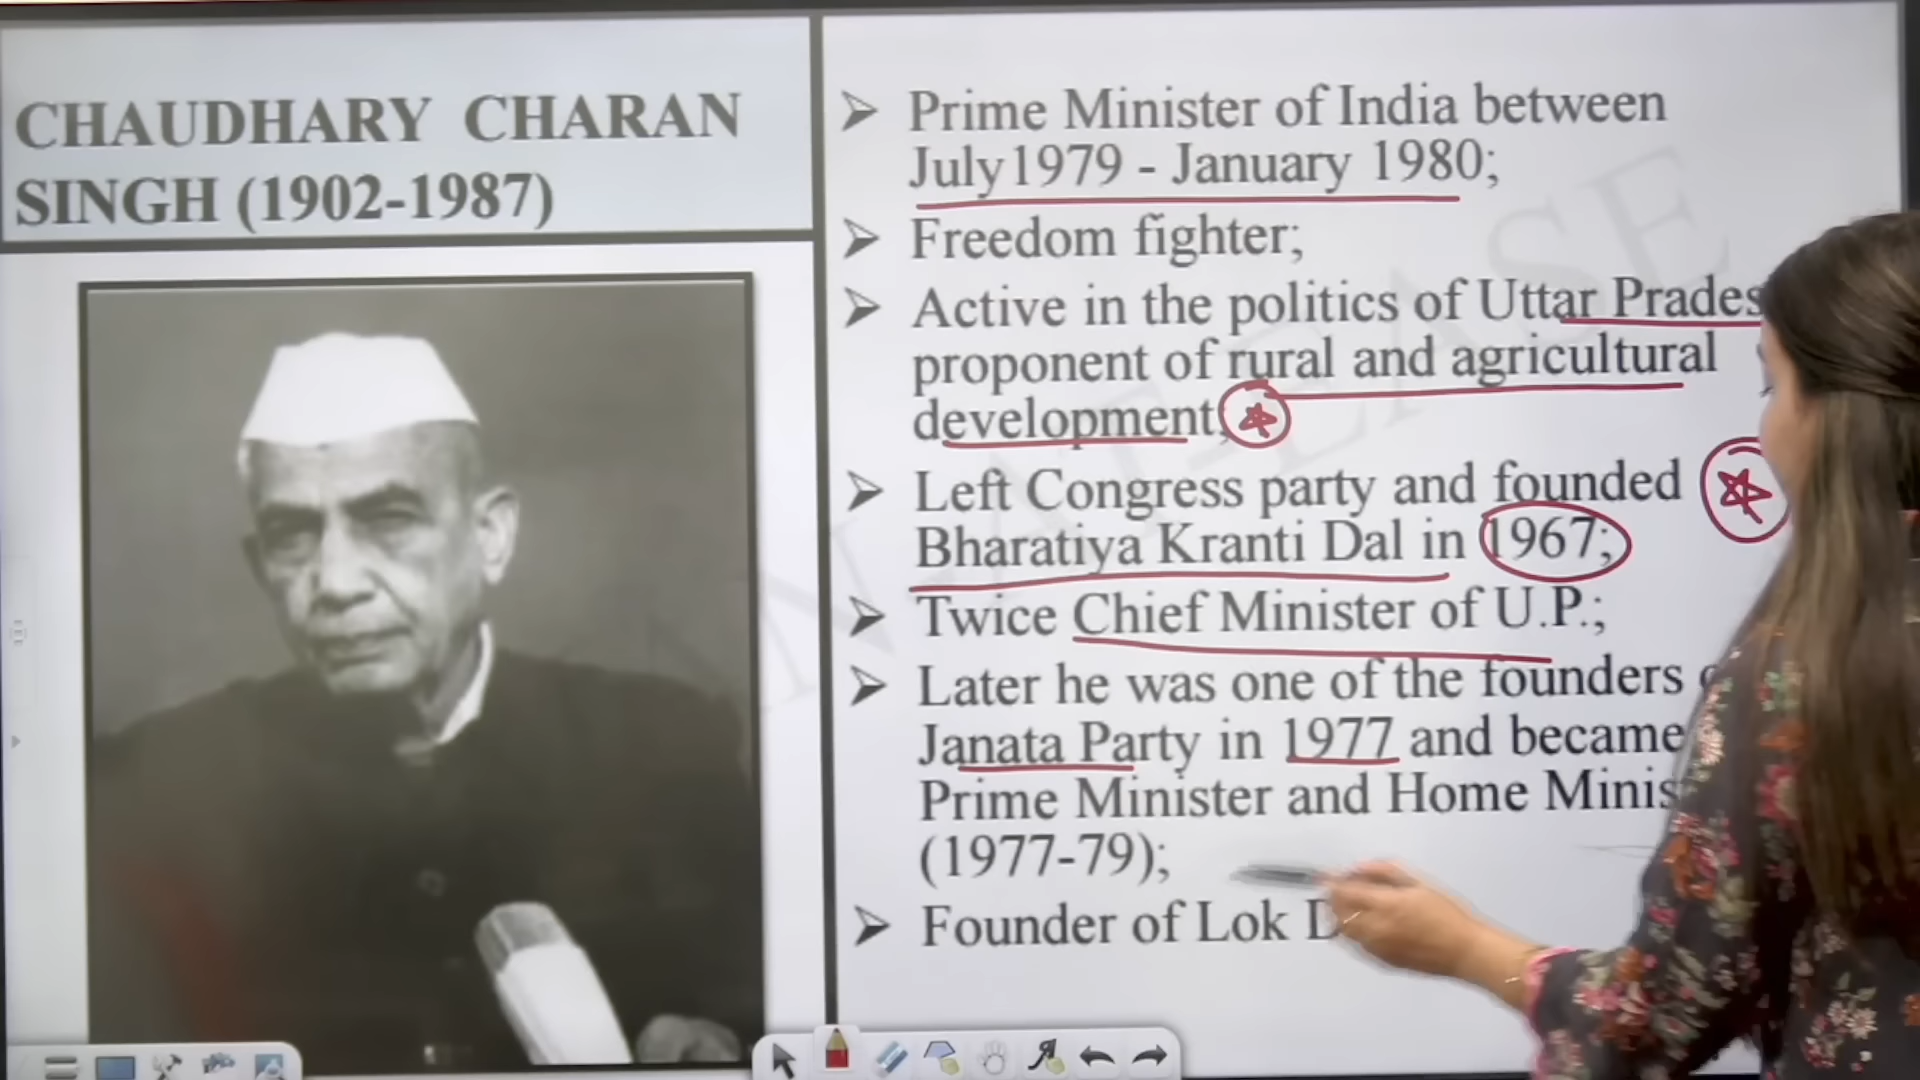 CHAUDHARY CHARAN
SINGH (1902-1987)
➢ Prime Minister of India between
July1979 - January 1980;
➢ Freedom fighter;
➢ Active in the politics of Uttar Prades
proponent of rural and agricultural
development;
➢ Left Congress party and founded
Bharatiya Kranti Dal in 1967;
➢ Twice Chief Minister of U.P.;
➢ Later he was one of the founders
Janata Party in 1977 and became
Prime Minister and Home Minis
(1977-79);
➢ Founder of Lok D